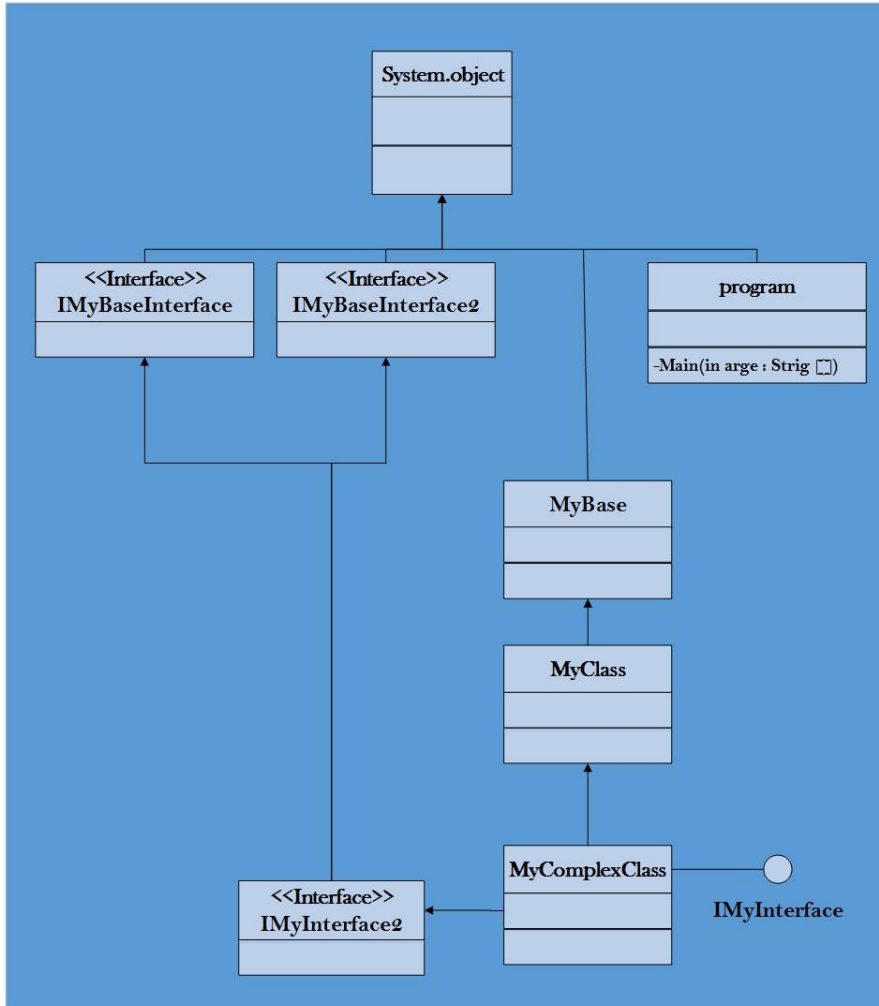 System.object
<<Interface>>
IMyBaseInterface
<<Interface>>
IMyBaseInterface2
program
-Main(in arge : Strig [])
MyBase
MyClass
MyComplexClass
<<Interface>>
IMyInterface2
IMyInterface